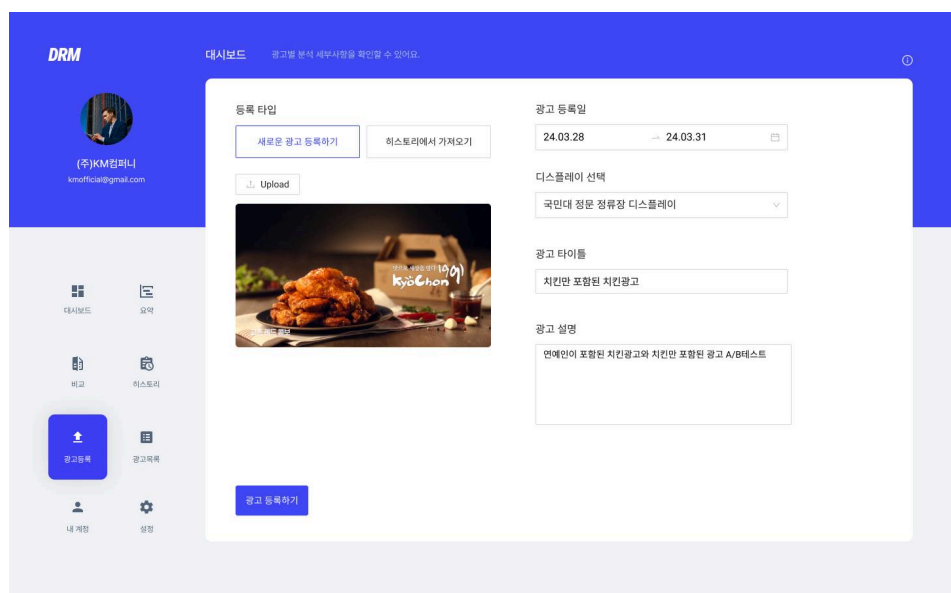 DRM
대시보드 광고별 분석 세부사항을 확인할 수 있어요.
(주)KM컴퍼니
kmofficial@gmail.com
대시보드 요약
비교 히스토리
광고등록 광고목록
내 계정 설정
등록 타입
새로운 광고 등록하기 히스토리에서 가져오기
Upload
1991
KyoChon
광고 등록하기
광고 등록일
24.03.28 → 24.03.31
디스플레이 선택
국민대 정문 정류장 디스플레이
광고 타이틀
치킨만 포함된 치킨광고
광고 설명
연예인이 포함된 치킨광고와 치킨만 포함된 광고 A/B테스트